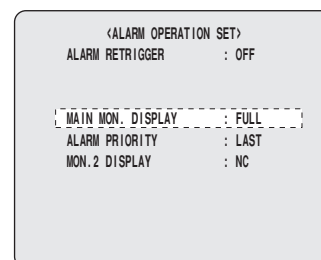 <ALARM OPERATION SET>
ALARM RETRIGGER : OFF
MAIN MON. DISPLAY : FULL
ALARM PRIORITY : LAST
MON.2 DISPLAY : NC